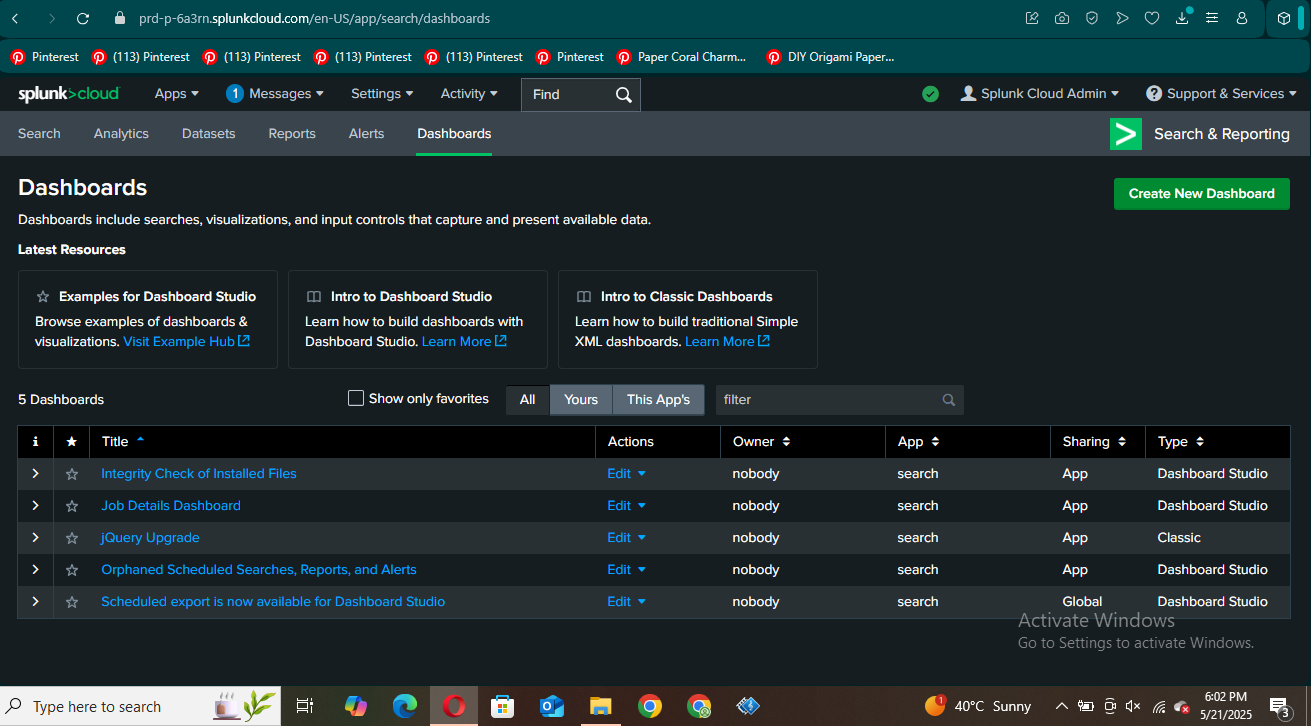 prd-p-6a3rn.splunkcloud.com/en-US/app/search/dashboards
Pinterest (113) Pinterest (113) Pinterest (113) Pinterest (113) Pinterest Pinterest Paper Coral Charm... DIY Origami Paper...
splunk>cloud Apps 1 Messages Settings Activity Find Splunk Cloud Admin ? Support & Services
Search Analytics Datasets Reports Alerts Dashboards > Search & Reporting
Dashboards
Create New Dashboard
Dashboards include searches, visualizations, and input controls that capture and present available data.
Latest Resources
Examples for Dashboard Studio
Browse examples of dashboards &
visualizations. Visit Example Hub
Intro to Dashboard Studio
Learn how to build dashboards with
Dashboard Studio. Learn More
Intro to Classic Dashboards
Learn how to build traditional Simple
XML dashboards. Learn More
5 Dashboards Show only favorites All Yours This App's filter
i Title Actions Owner App Sharing Type
Integrity Check of Installed Files Edit nobody search App Dashboard Studio
Job Details Dashboard Edit nobody search App Dashboard Studio
jQuery Upgrade Edit nobody search App Classic
Orphaned Scheduled Searches, Reports, and Alerts Edit nobody search App Dashboard Studio
Scheduled export is now available for Dashboard Studio Edit nobody search Global Dashboard Studio
Activate Windows
Go to Settings to activate Windows.
Type here to search 1 40°C Sunny 6:02 PM 3
5/21/2025